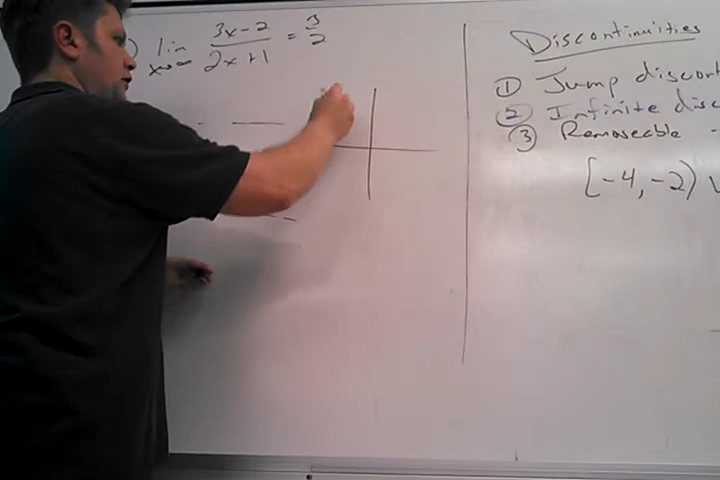 ) lim x→∞ 3x-2/2x+1 = 3/2
Discontinuities
① Jump discont
② Infinite disc
③ Removeable -
[-4,-2)